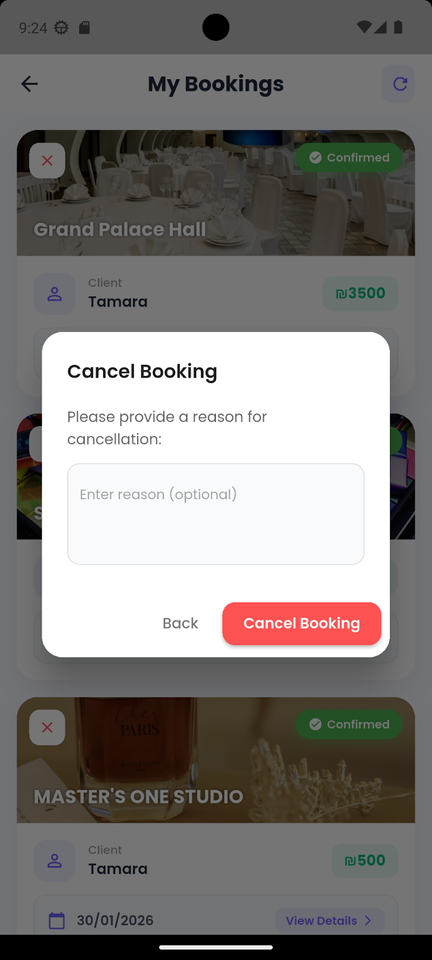 9:24
My Bookings
Confirmed
Grand Palace Hall
Client
Tamara
₪3500
Cancel Booking
Please provide a reason for
cancellation:
Enter reason (optional)
Back
Cancel Booking
S
PARIS
Confirmed
MASTER'S ONE STUDIO
Client
Tamara
₪500
30/01/2026
View Details